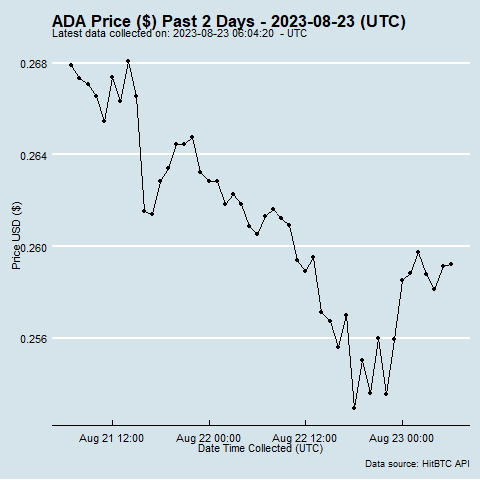 ADA Price ($) Past 2 Days - 2023-08-23 (UTC)
Latest data collected on: 2023-08-23 06:04:20  - UTC
0.268
0.264
0.260
0.256
Price USD ($)
Aug 21 12:00
Aug 22 00:00
Aug 22 12:00
Aug 23 00:00
Date Time Collected (UTC)
Data source: HitBTC API